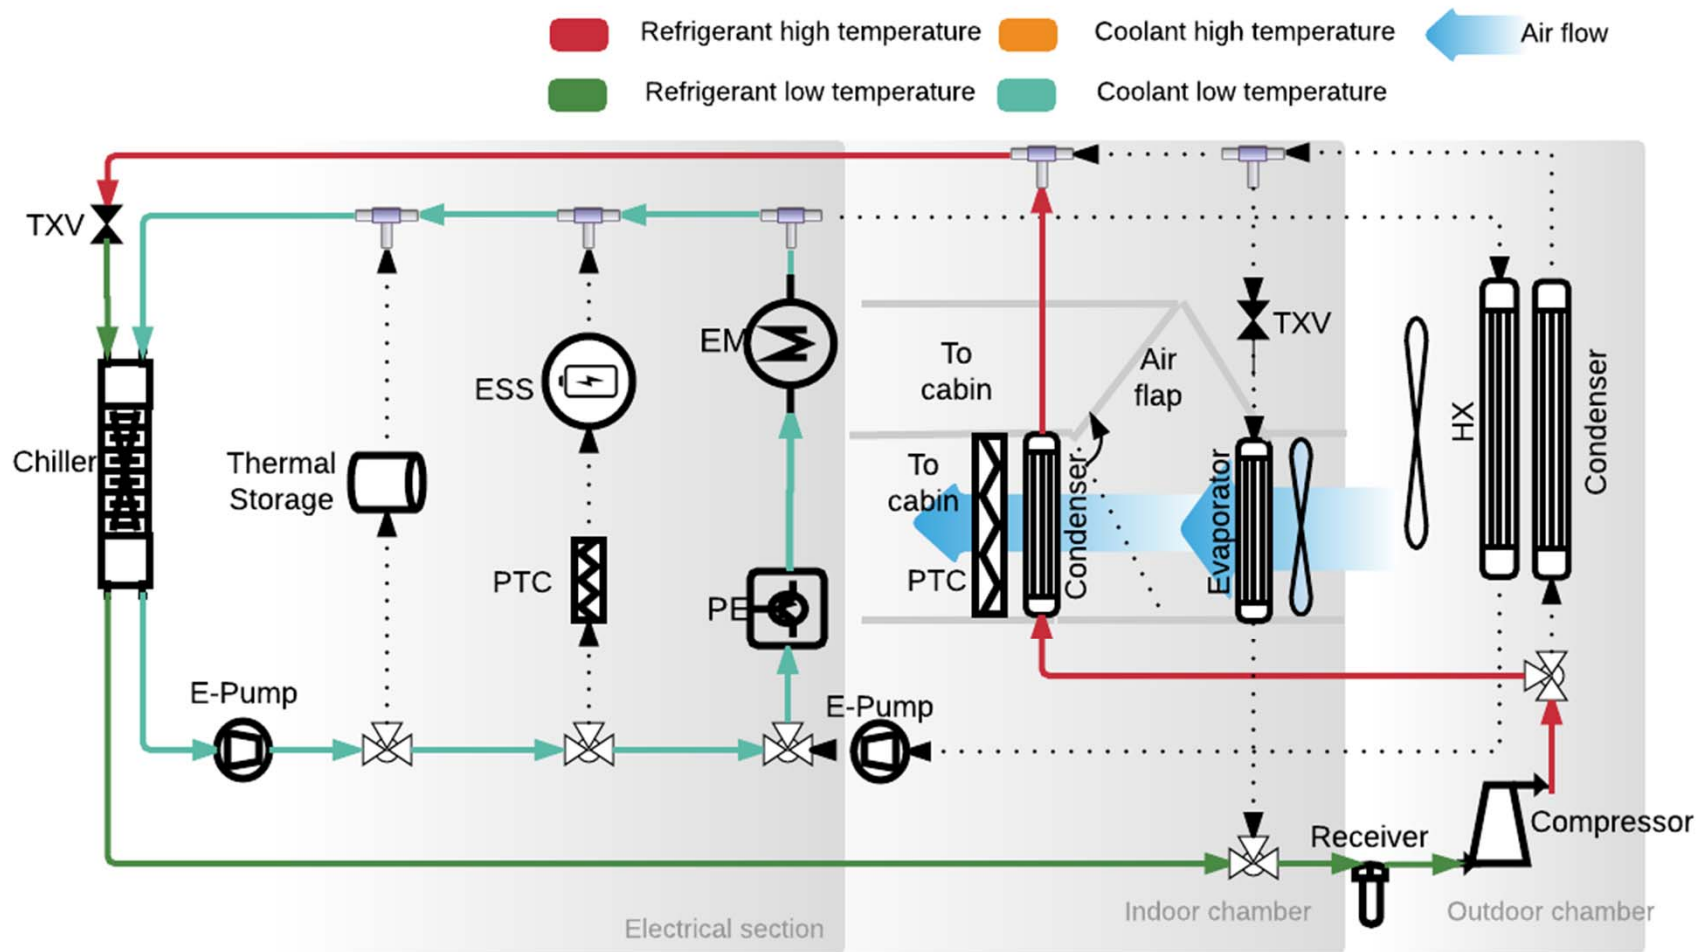 Refrigerant high temperature
Coolant high temperature
Air flow
Refrigerant low temperature
Coolant low temperature
TXV
TXV
EM
To
cabin
Air
flap
ESS
HX
Condenser
Chiller
Thermal
Storage
To
cabin
Condenser
Evaporator
PTC
PTC
PE
E-Pump
E-Pump
Receiver
Compressor
Electrical section
Indoor chamber
Outdoor chamber